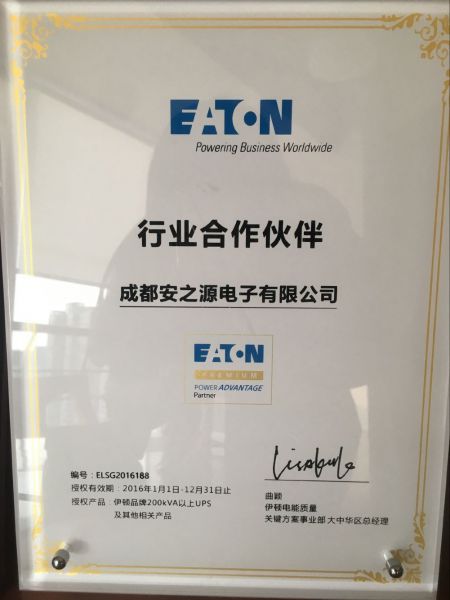 EATON
Powering Business Worldwide
行业合作伙伴
成都安之源电子有限公司
EATON
PREMIUM
POWER ADVANTAGE
Partner
编号：ELSG2016188
授权有效期：2016年1月1日-12月31日止
授权产品：伊顿品牌200kVA以上UPS
及其他相关产品
曲颖
伊顿电能质量
关键方案事业部 大中华区总经理